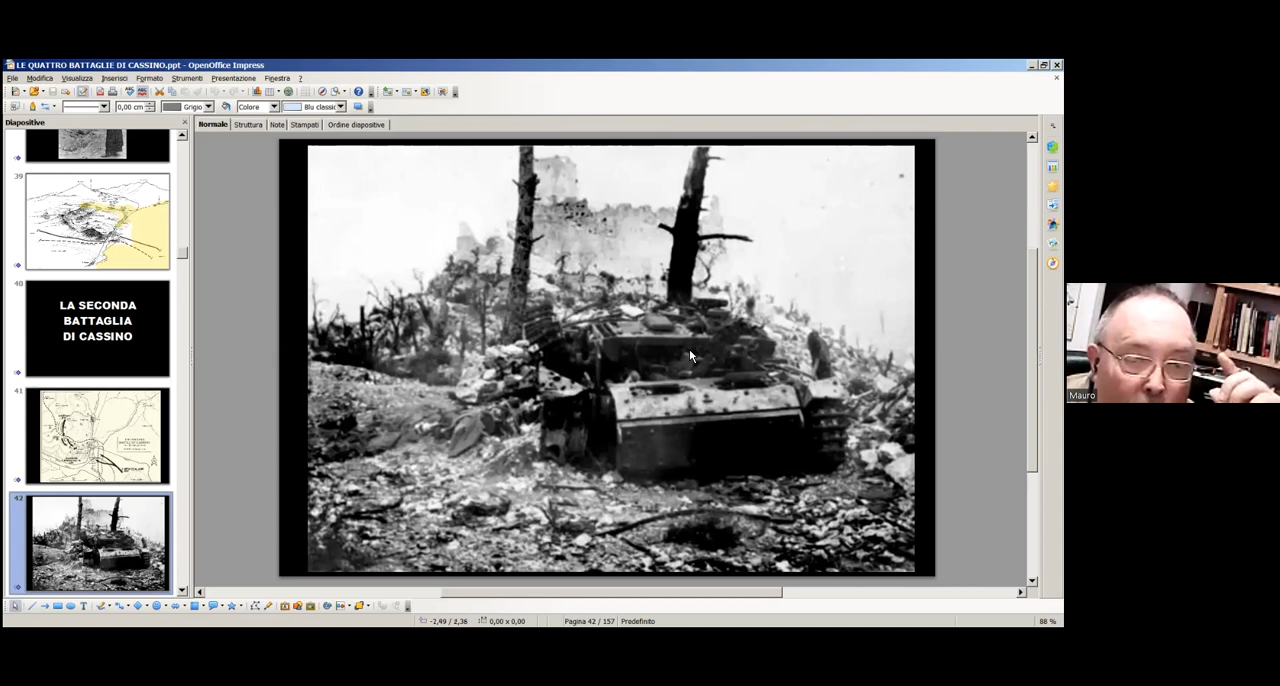 LE QUATTRO BATTAGLIE DI CASSINO.ppt - OpenOffice Impress
File Modifica Visualizza Inserisci Formato Strumenti Presentazione Finestra ?
0,00 cm Grigio Colore Blu classic
Diapositive
Normale Struttura Note Stampati Ordine diapositive
39
40
LA SECONDA
BATTAGLIA
DI CASSINO
41
42
Mauro
-2,49 / 2,38 0,00 x 0,00 Pagina 42 / 157 Predefinito 88 %